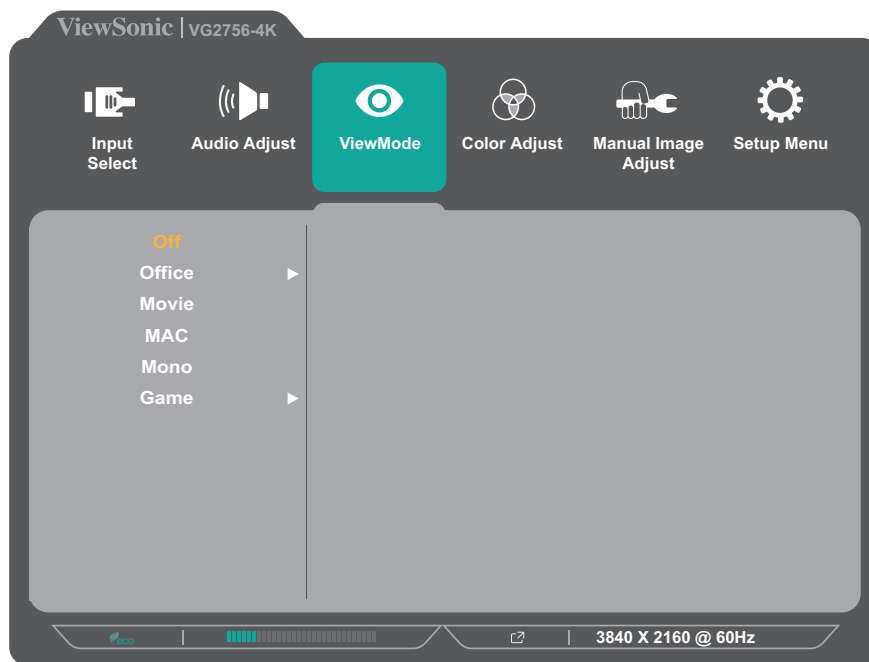 ViewSonic | VG2756-4K
Input Select
Audio Adjust
ViewMode
Color Adjust
Manual Image Adjust
Setup Menu
Off
Office
Movie
MAC
Mono
Game
eco
3840 X 2160 @ 60Hz